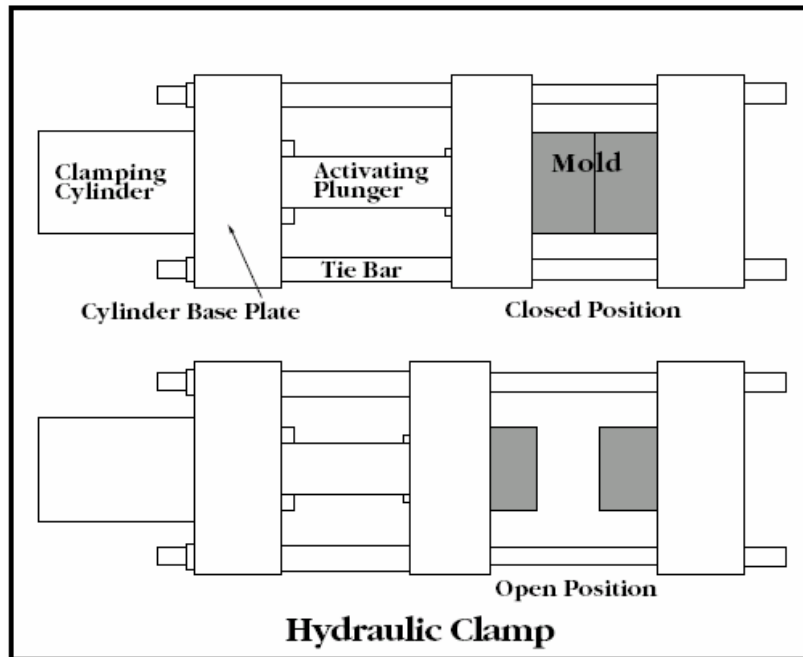 Clamping
Cylinder
Activating
Plunger
Mold
Tie Bar
Cylinder Base Plate
Closed Position
Open Position
Hydraulic Clamp